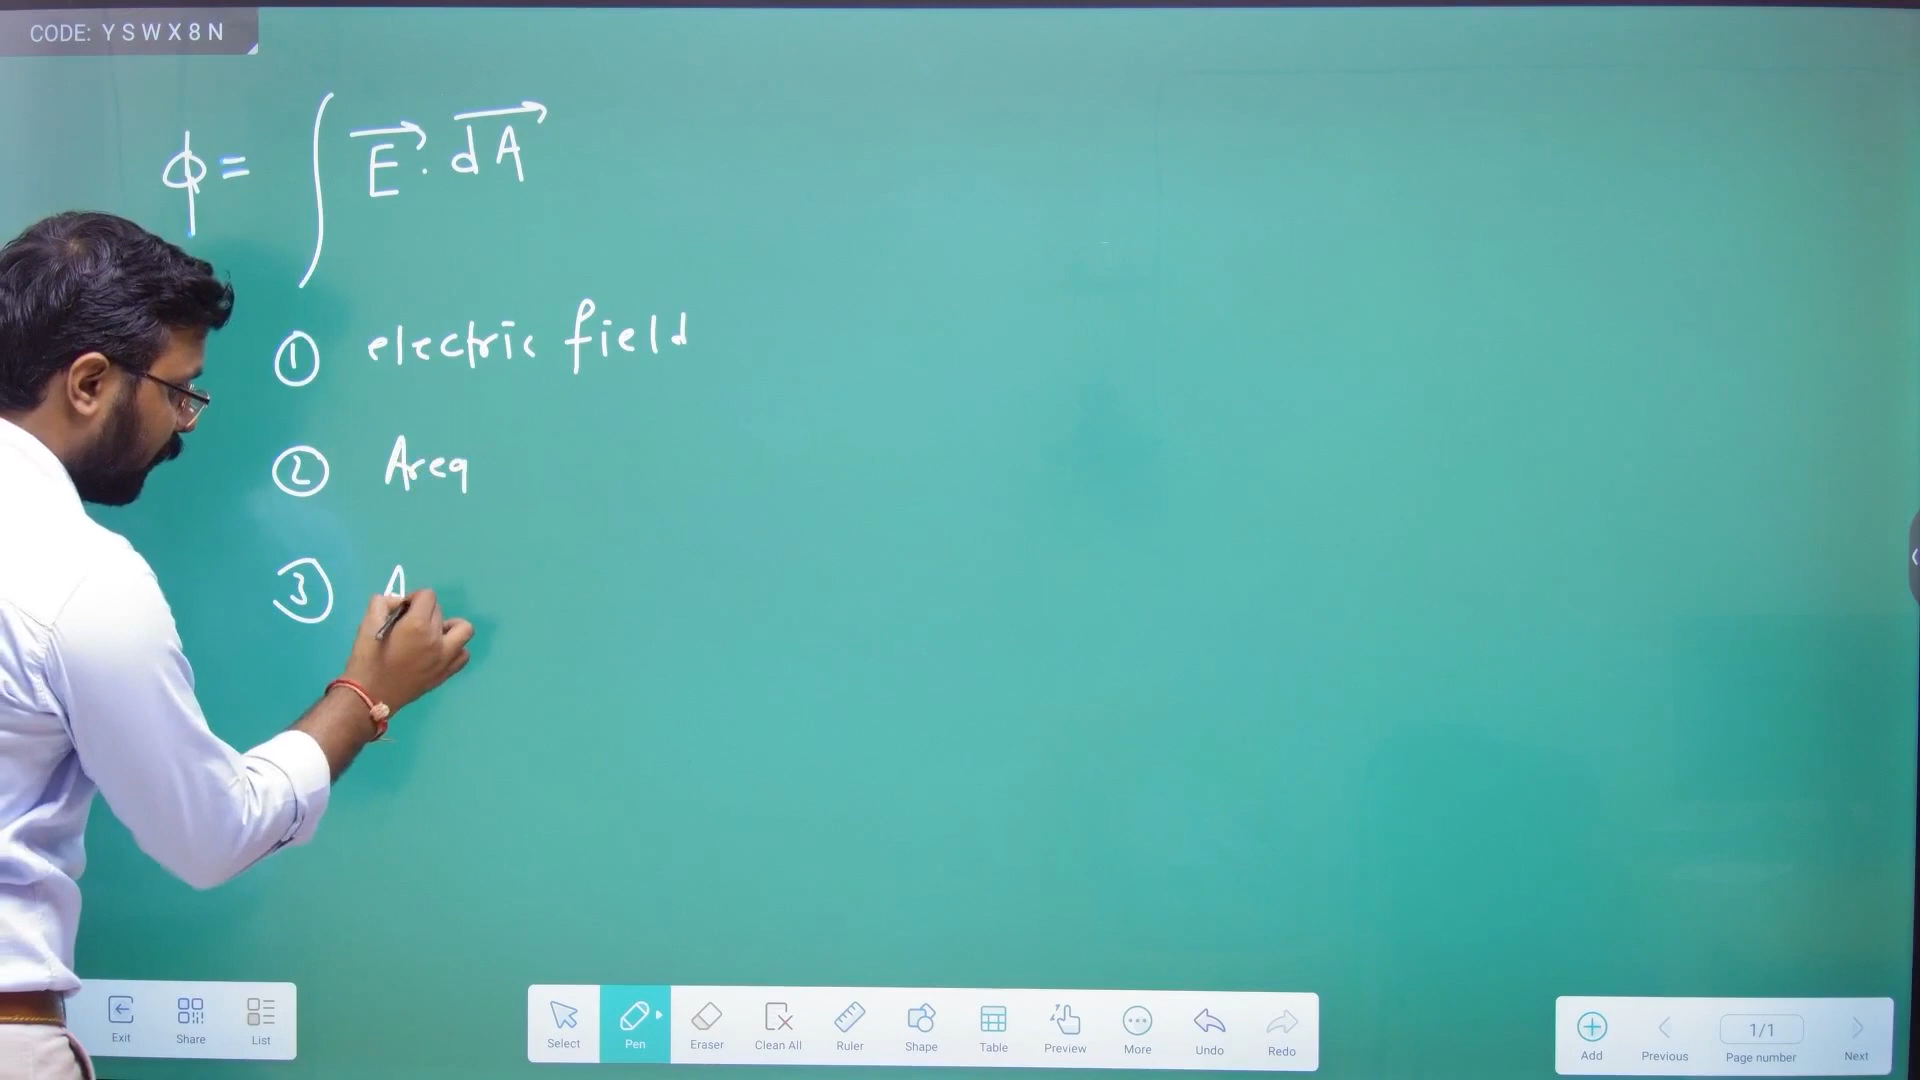 CODE: YSWX8N
ϕ = ∫ E⃗ . dA⃗
① electric field
② Area
③ A
Exit Share List
Select Pen Eraser Clean All Ruler Shape Table Preview More Undo Redo
Add Previous 1/1 Page number Next